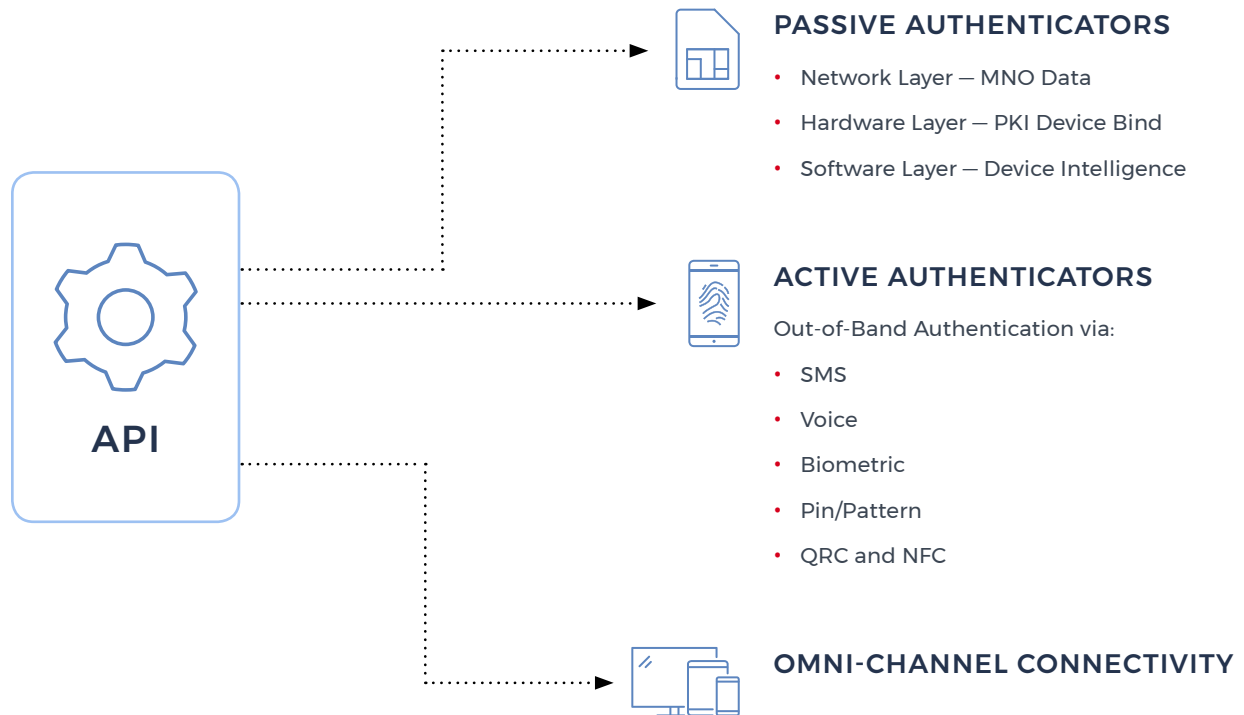 API
PASSIVE AUTHENTICATORS
• Network Layer — MNO Data
• Hardware Layer — PKI Device Bind
• Software Layer — Device Intelligence
ACTIVE AUTHENTICATORS
Out-of-Band Authentication via:
• SMS
• Voice
• Biometric
• Pin/Pattern
• QRC and NFC
OMNI-CHANNEL CONNECTIVITY